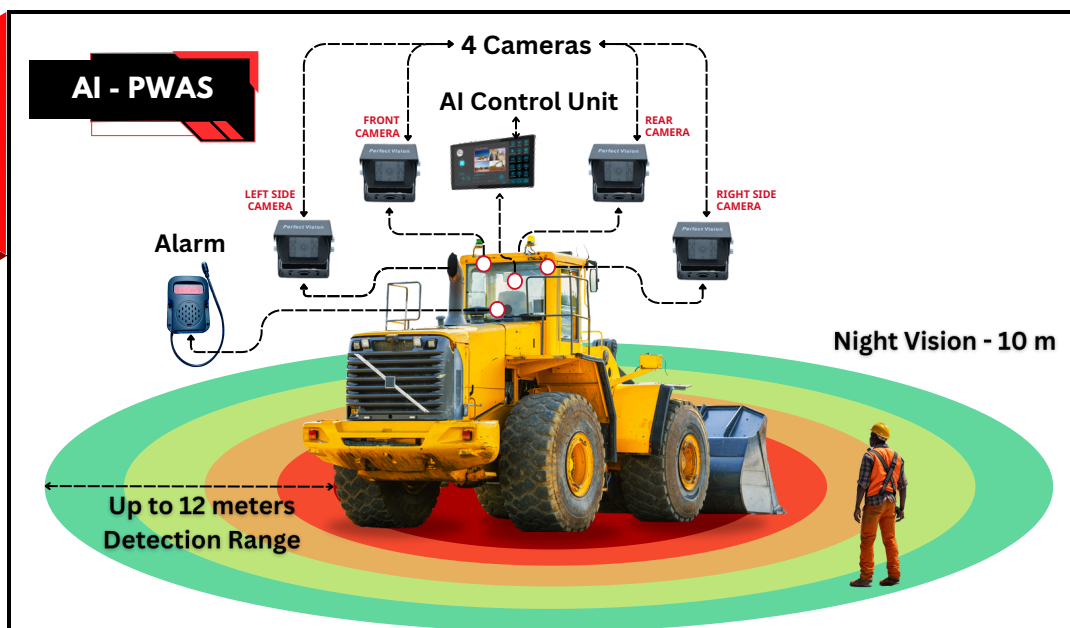 AI - PWAS
4 Cameras
AI Control Unit
FRONT
CAMERA
REAR
CAMERA
Perfect Vision
Perfect Vision
LEFT SIDE
CAMERA
RIGHT SIDE
CAMERA
Perfect Vision
Perfect Vision
Alarm
Night Vision - 10 m
Up to 12 meters
Detection Range